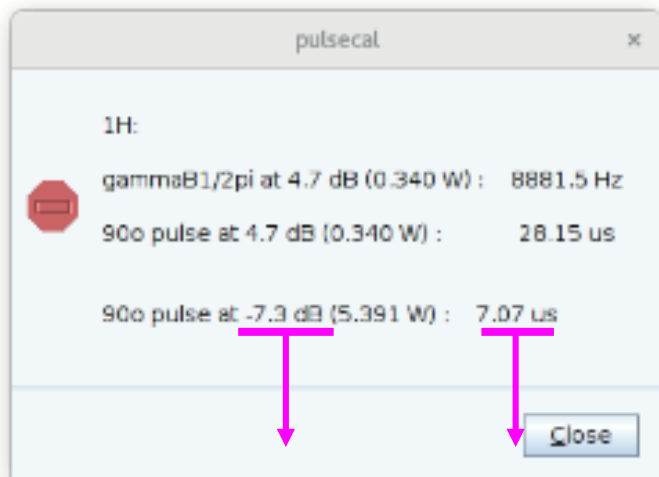 pulsecal
1H:
gammaB1/2pi at 4.7 dB (0.340 W) : 8881.5 Hz
90o pulse at 4.7 dB (0.340 W) : 28.15 us
90o pulse at -7.3 dB (5.391 W) : 7.07 us
Close